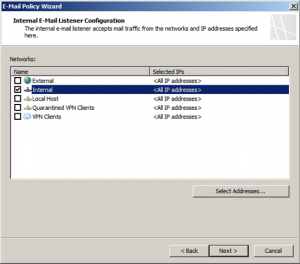 E-Mail Policy Wizard
Internal E-Mail Listener Configuration
The internal e-mail listener accepts mail traffic from the networks and IP addresses specified
here.
Networks:
Name Selected IPs
External <All IP addresses>
Internal <All IP addresses>
Local Host <All IP addresses>
Quarantined VPN Clients <All IP addresses>
VPN Clients <All IP addresses>
Select Addresses...
< Back Next > Cancel